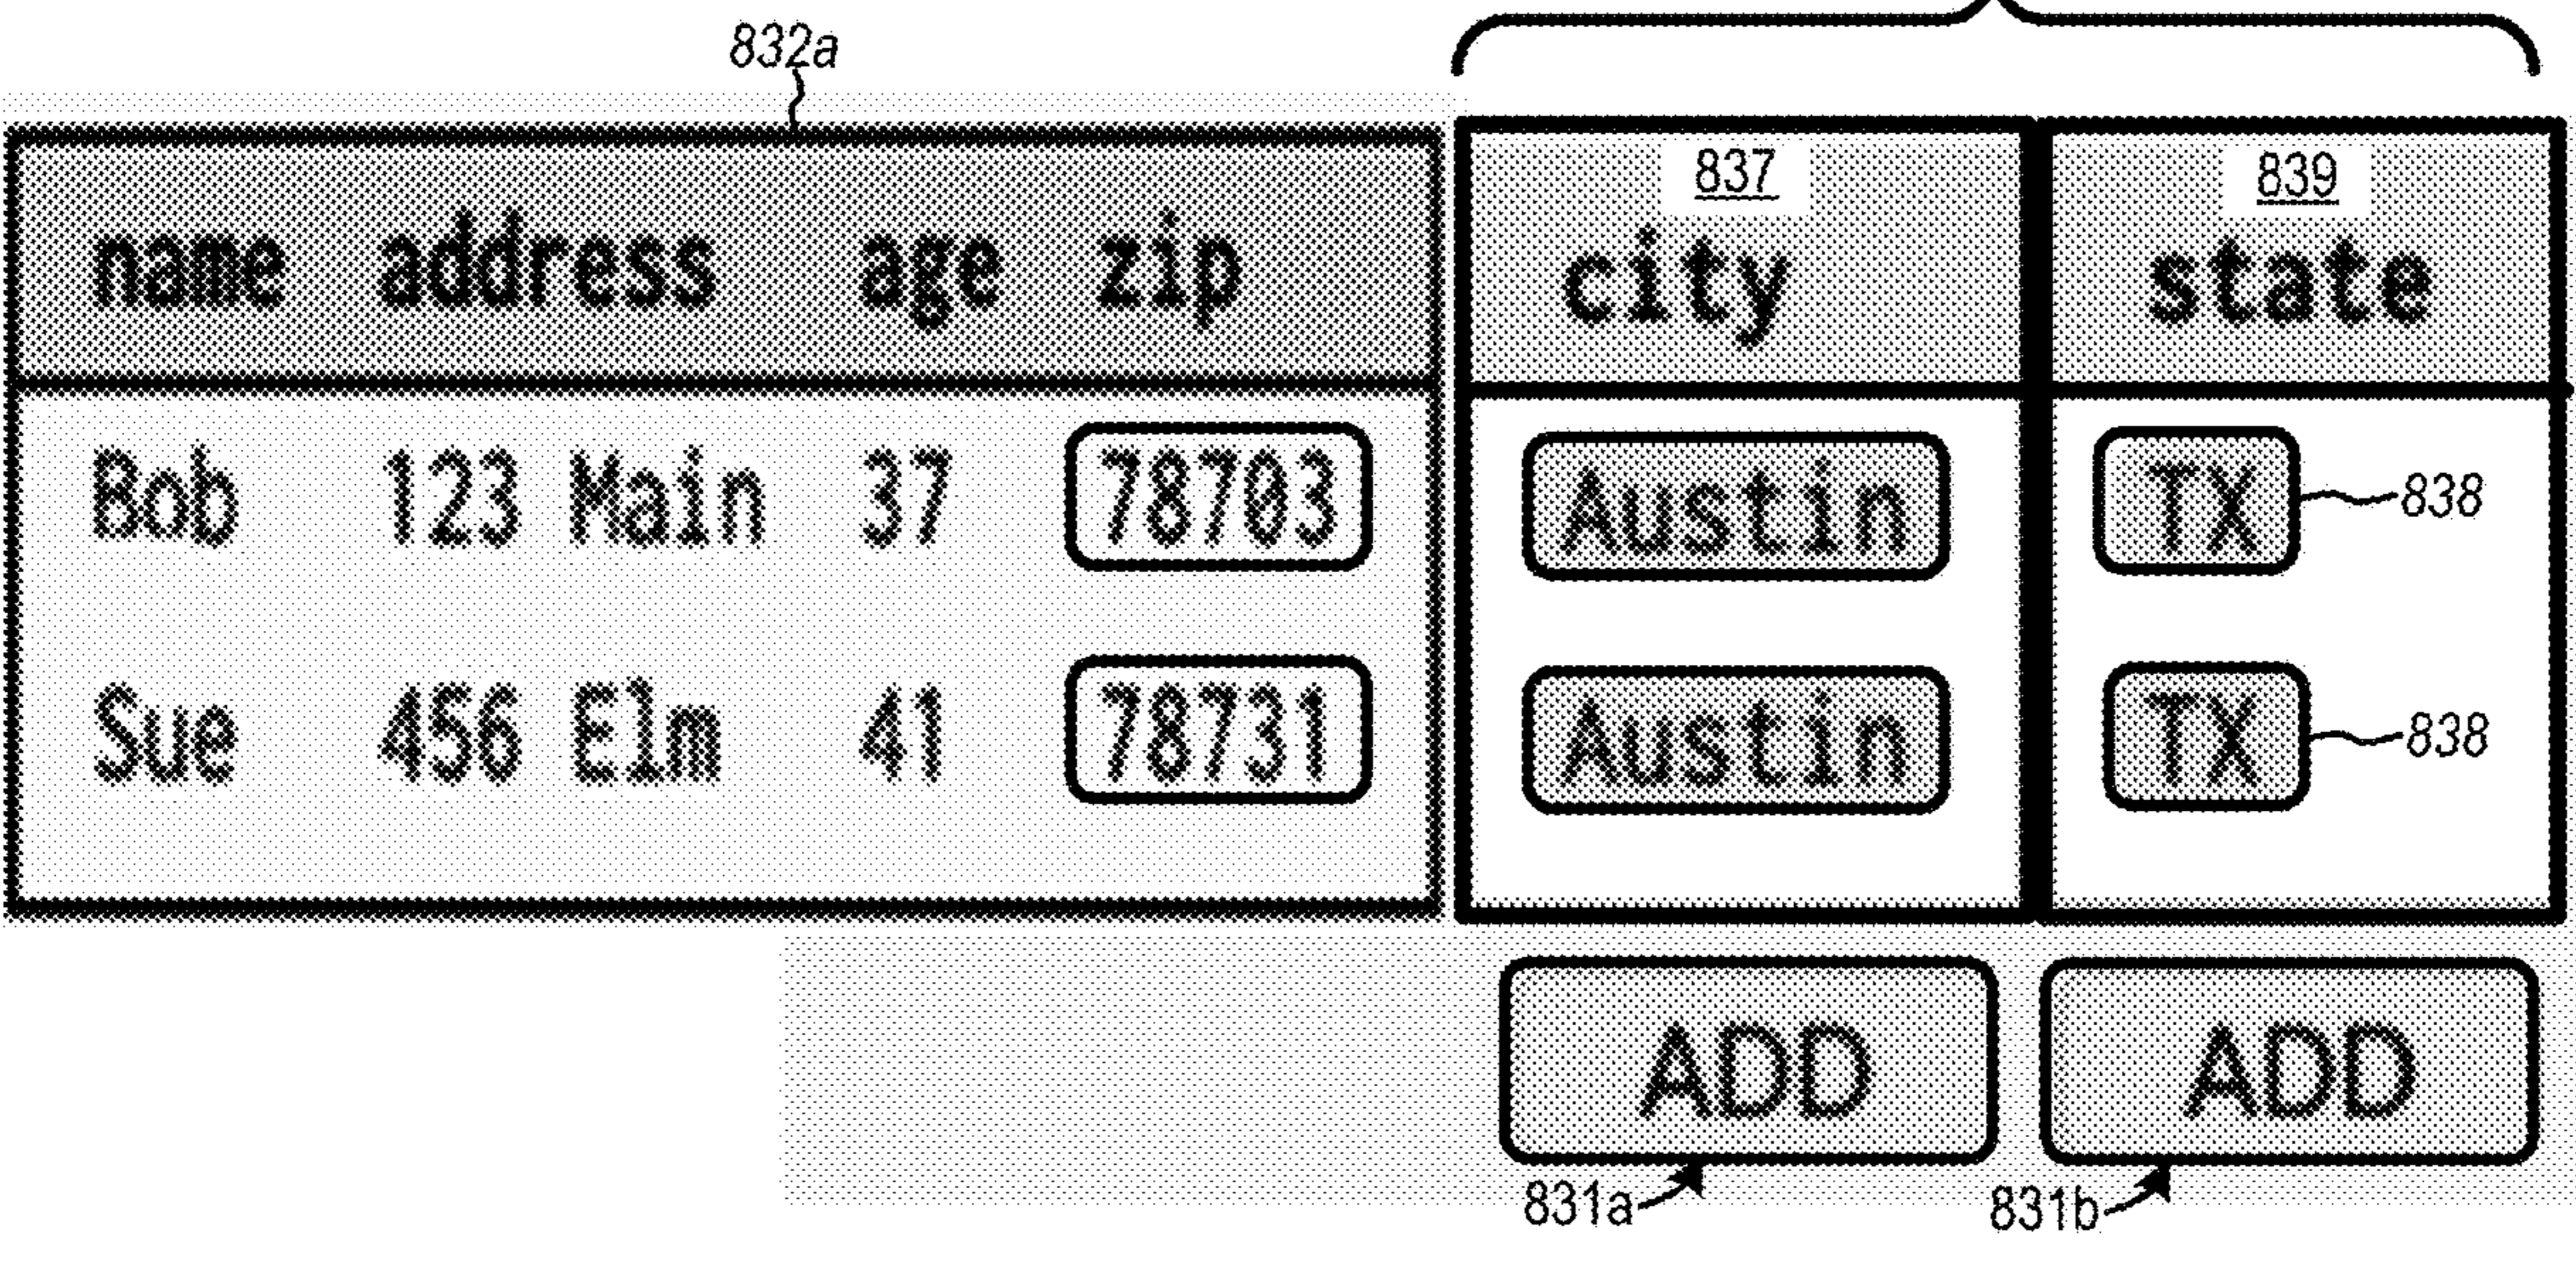 832a
837 839
name address age zip city state
Bob 123 Main 37 78703 Austin TX 838
Sue 456 Elm 41 78731 Austin TX 838
ADD ADD
831a 831b